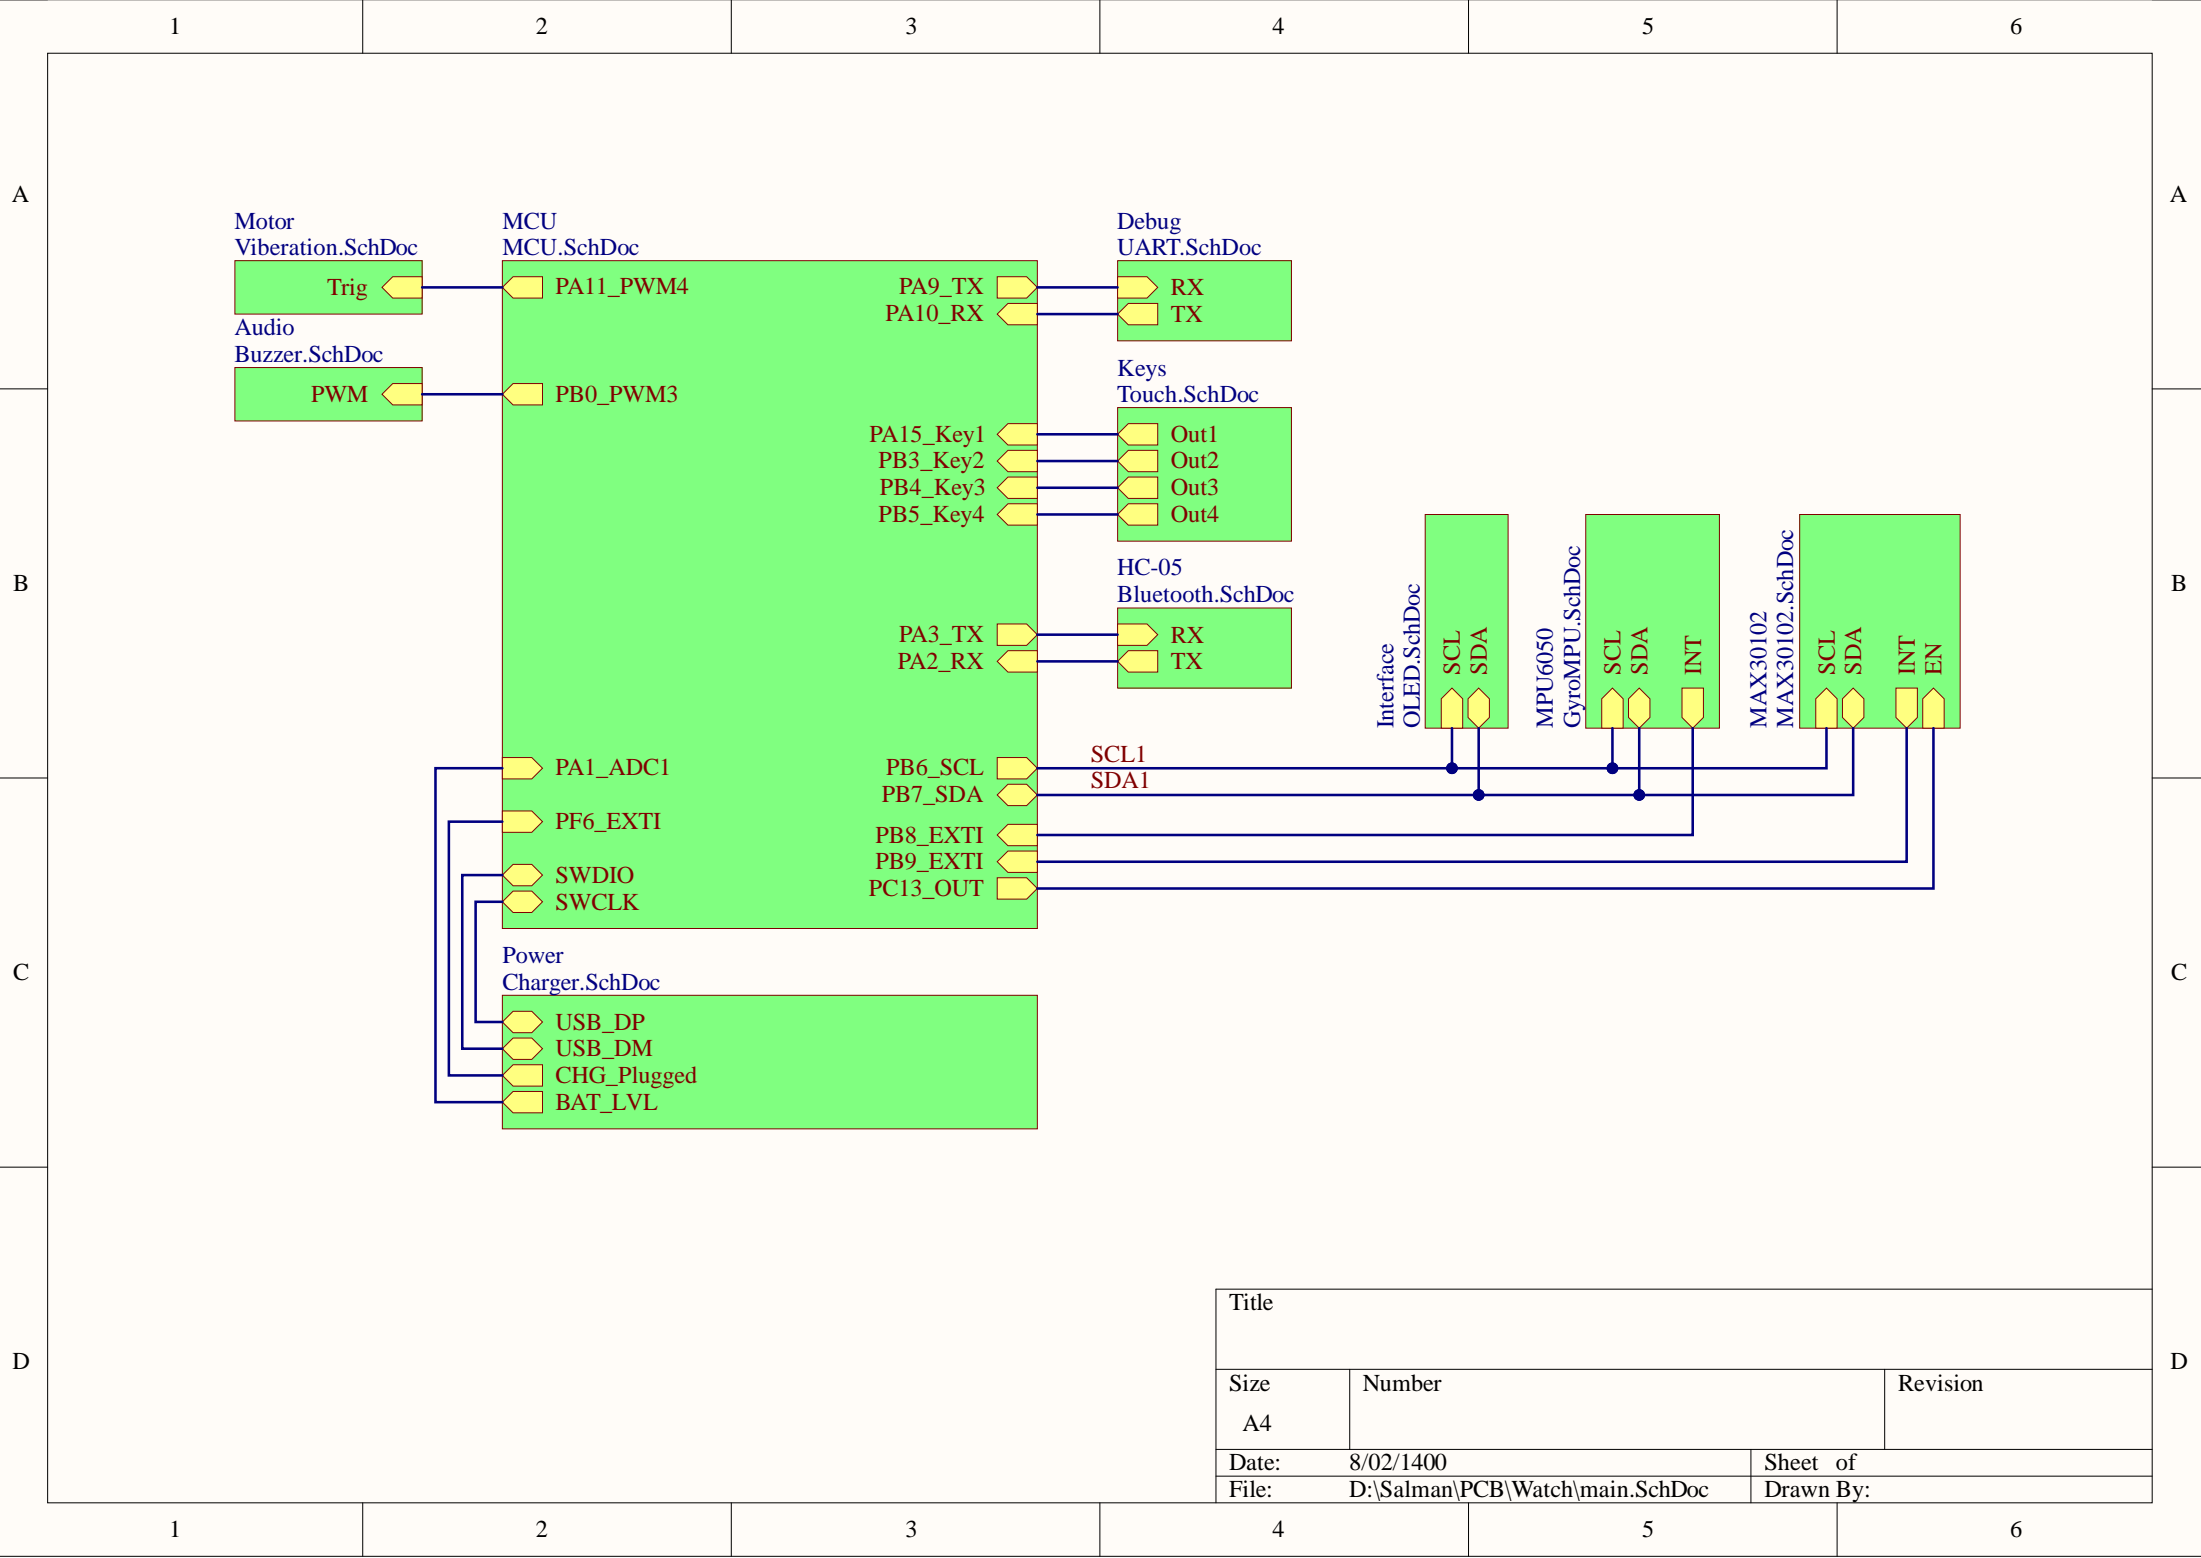 1 2 3 4 5 6
A A
Motor
Viberation.SchDoc
Trig
Audio
Buzzer.SchDoc
PWM
MCU
MCU.SchDoc
PA11_PWM4
PB0_PWM3
PA9_TX
PA10_RX
PA15_Key1
PB3_Key2
PB4_Key3
PB5_Key4
PA3_TX
PA2_RX
PA1_ADC1
PF6_EXTI
SWDIO
SWCLK
PB6_SCL
PB7_SDA
PB8_EXTI
PB9_EXTI
PC13_OUT
Debug
UART.SchDoc
RX
TX
Keys
Touch.SchDoc
Out1
Out2
Out3
Out4
B B
HC-05
Bluetooth.SchDoc
RX
TX
SCL1
SDA1
Interface
OLED.SchDoc
SCL
SDA
MPU6050
GyroMPU.SchDoc
SCL
SDA
INT
MAX30102
MAX30102.SchDoc
SCL
SDA
INT
EN
C C
Power
Charger.SchDoc
USB_DP
USB_DM
CHG_Plugged
BAT_LVL
D D
Title
Size Number Revision
A4
Date: 8/02/1400 Sheet of
File: D:\Salman\PCB\Watch\main.SchDoc Drawn By:
1 2 3 4 5 6